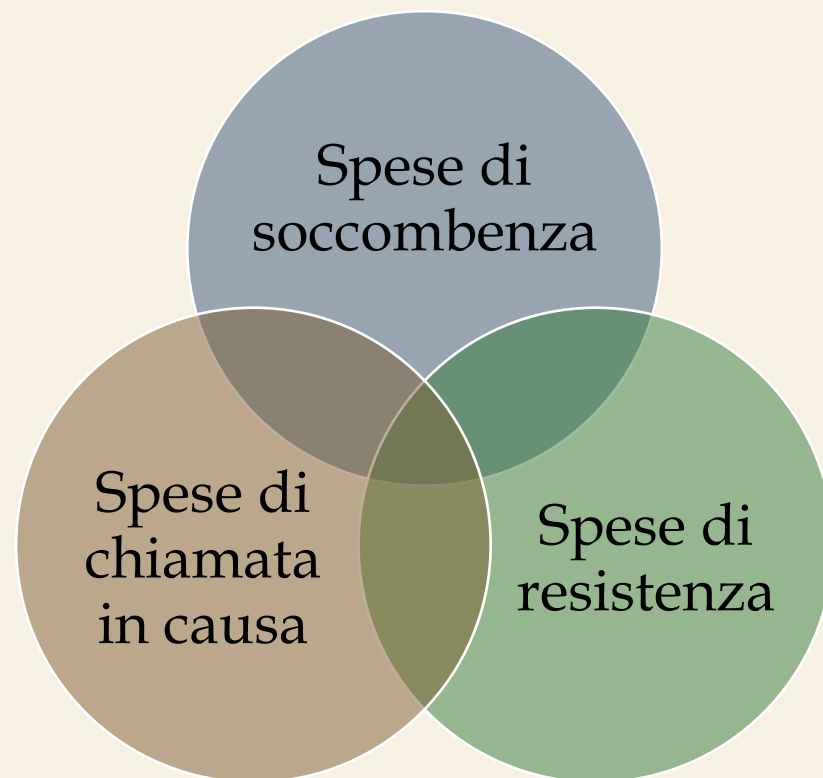 Spese di
soccombenza
Spese di
chiamata
in causa
Spese di
resistenza